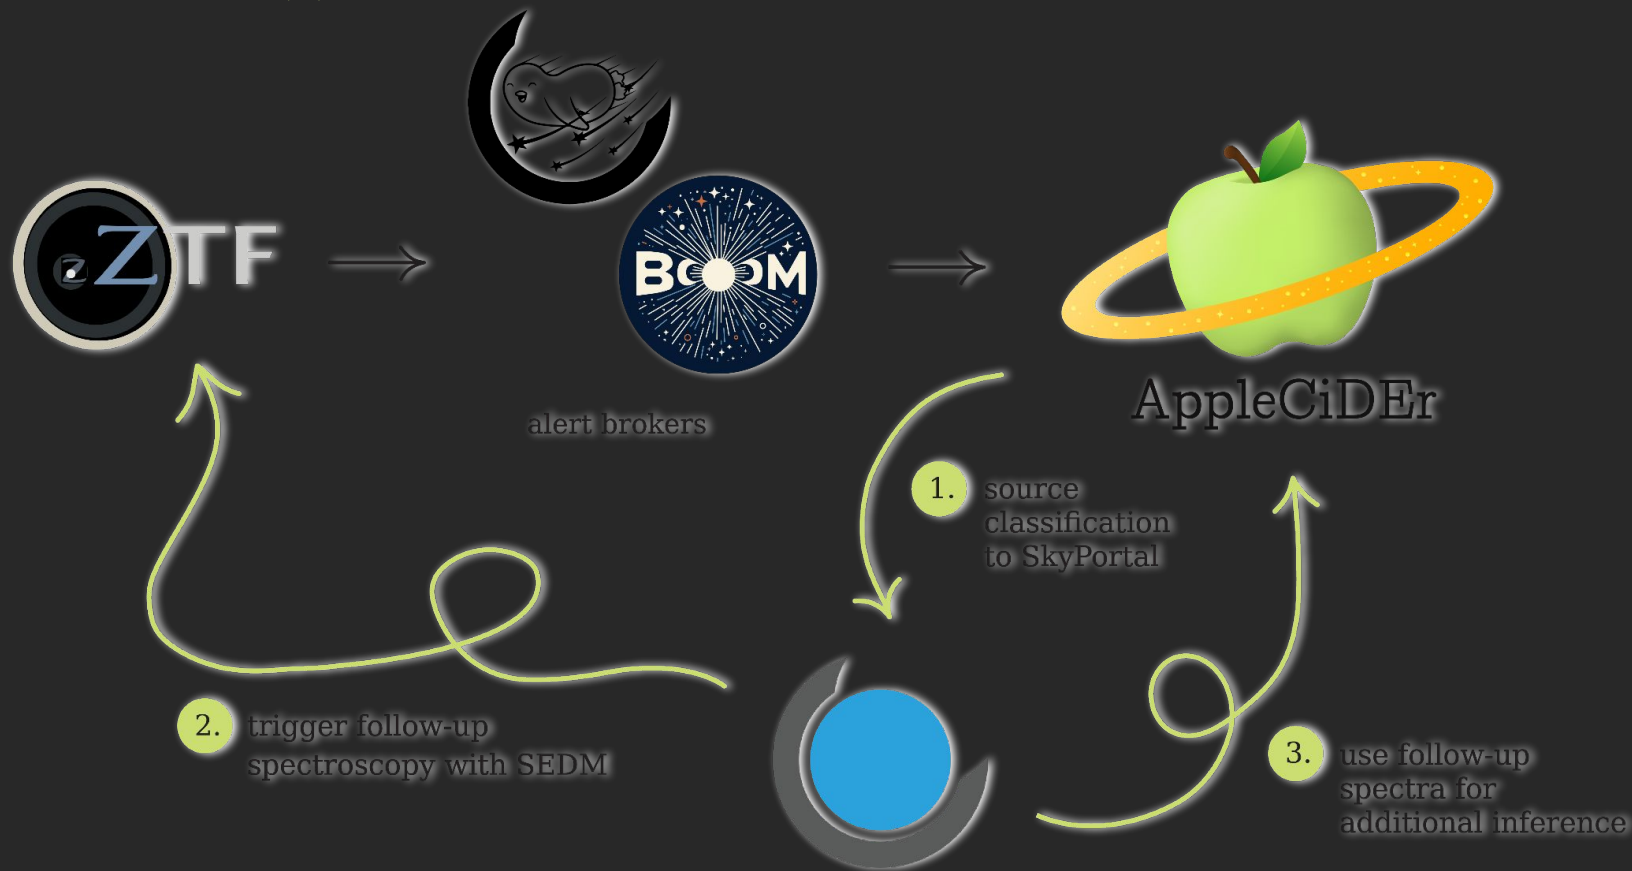 ZTF
BOOM
AppleCiDEr
alert brokers
1. source
classification
to SkyPortal
2. trigger follow-up
spectroscopy with SEDM
3. use follow-up
spectra for
additional inference